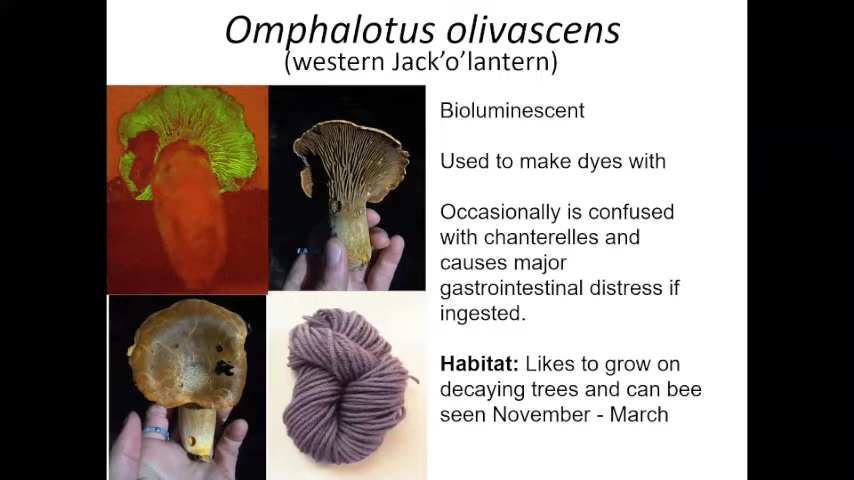 Omphalotus olivascens
(western Jack'o'lantern)
Bioluminescent
Used to make dyes with
Occasionally is confused
with chanterelles and
causes major
gastrointestinal distress if
ingested.
Habitat: Likes to grow on
decaying trees and can bee
seen November - March